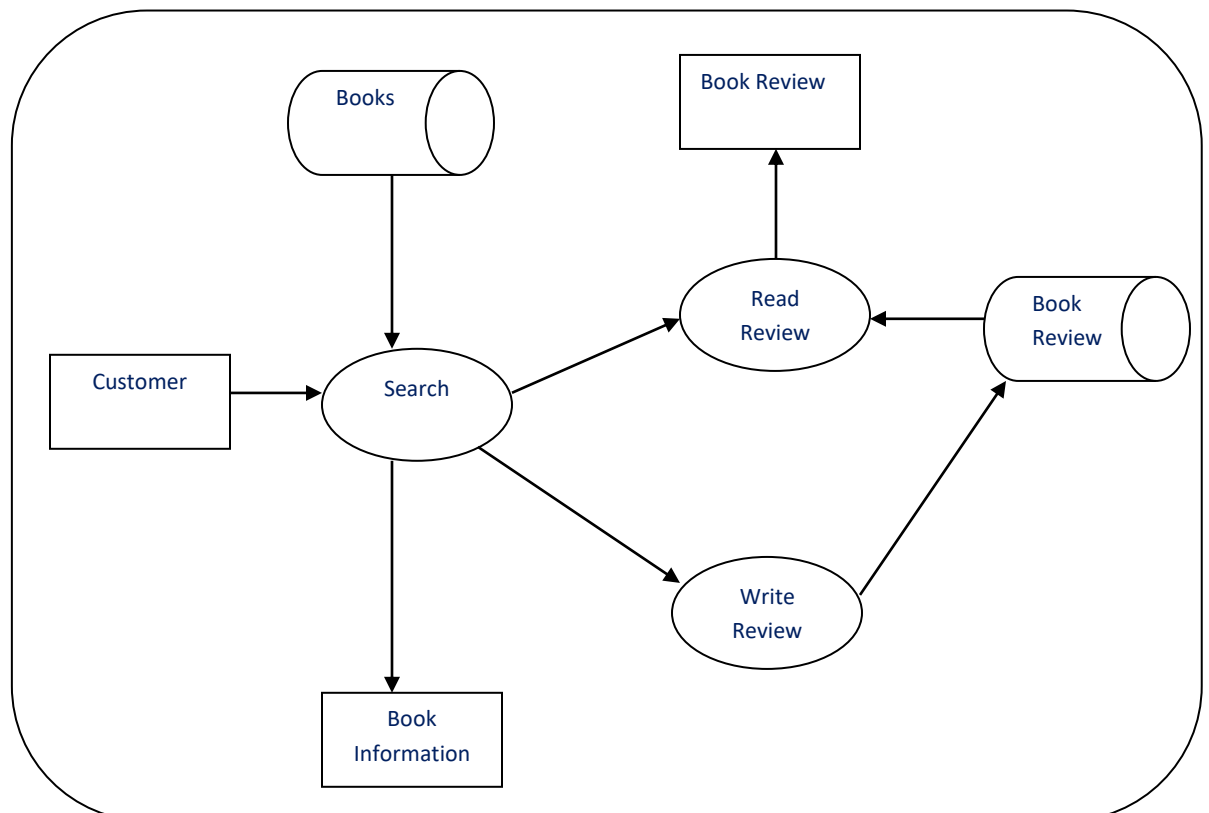 Books
Book Review
Read
Review
Book
Review
Customer
Search
Write
Review
Book
Information